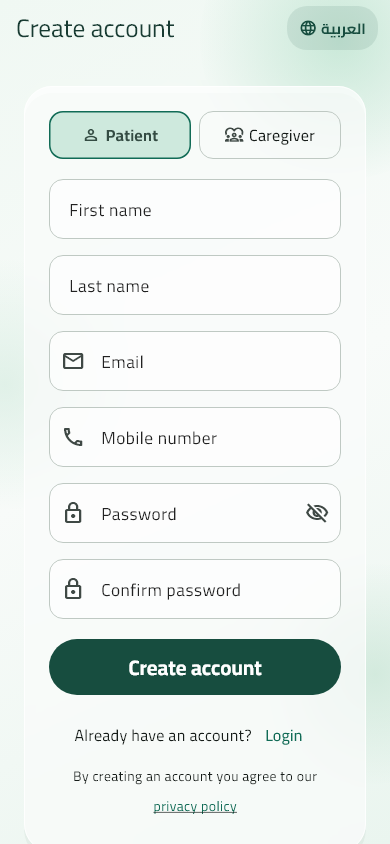 Create account
العربية
Patient
Caregiver
First name
Last name
Email
Mobile number
Password
Confirm password
Create account
Already have an account? Login
By creating an account you agree to our
privacy policy